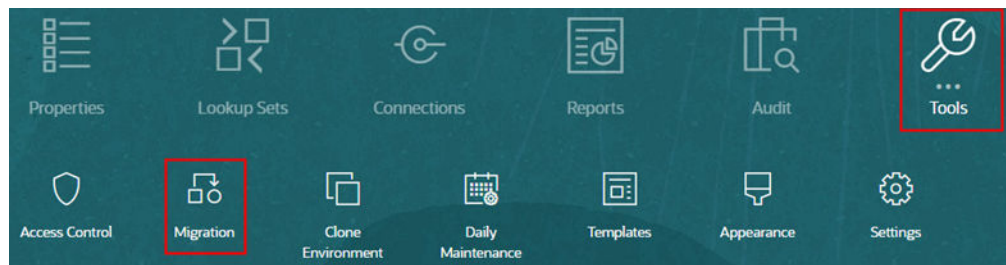 Properties
Lookup Sets
Connections
Reports
Audit
Tools
Access Control
Migration
Clone
Environment
Daily
Maintenance
Templates
Appearance
Settings